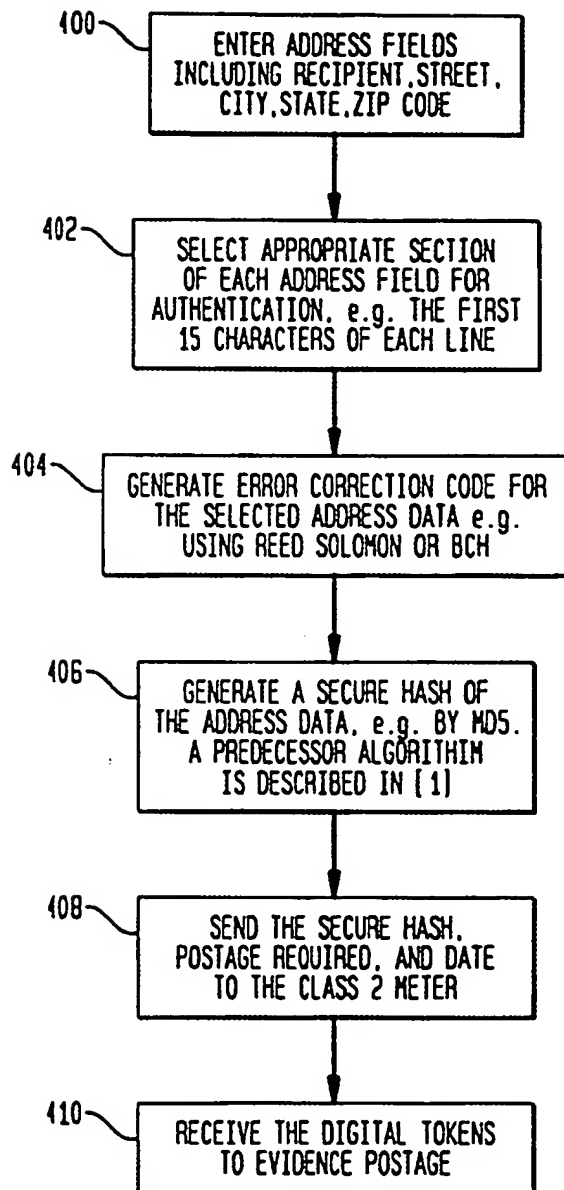 400
ENTER ADDRESS FIELDS
INCLUDING RECIPIENT, STREET,
CITY, STATE, ZIP CODE
402
SELECT APPROPRIATE SECTION
OF EACH ADDRESS FIELD FOR
AUTHENTICATION, e.g. THE FIRST
15 CHARACTERS OF EACH LINE
404
GENERATE ERROR CORRECTION CODE FOR
THE SELECTED ADDRESS DATA e.g.
USING REED SOLOMON OR BCH
406
GENERATE A SECURE HASH OF
THE ADDRESS DATA, e.g. BY MD5.
A PREDECESSOR ALGORITHIM
IS DESCRIBED IN [1]
408
SEND THE SECURE HASH,
POSTAGE REQUIRED, AND DATE
TO THE CLASS 2 METER
410
RECEIVE THE DIGITAL TOKENS
TO EVIDENCE POSTAGE